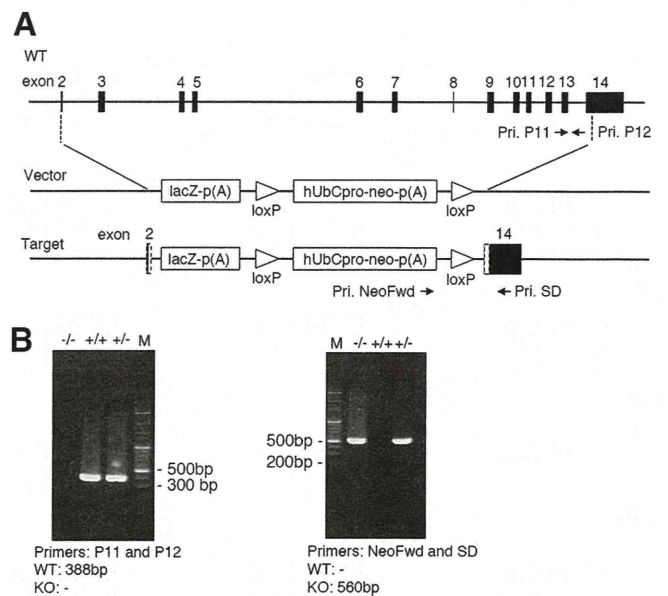 A
WT
exon 2 3 4 5 6 7 8 9 10 11 12 13 14
Pri. P11 Pri. P12
Vector
lacZ-p(A) hUbCpro-neo-p(A)
loxP loxP
Target exon 2 14
lacZ-p(A) hUbCpro-neo-p(A)
loxP loxP
Pri. NeoFwd Pri. SD
B
-/- +/+ +/- M
- 500bp
- 300 bp
Primers: P11 and P12
WT: 388bp
KO: -
M -/- +/+ +/-
500bp -
200bp -
Primers: NeoFwd and SD
WT: -
KO: 560bp